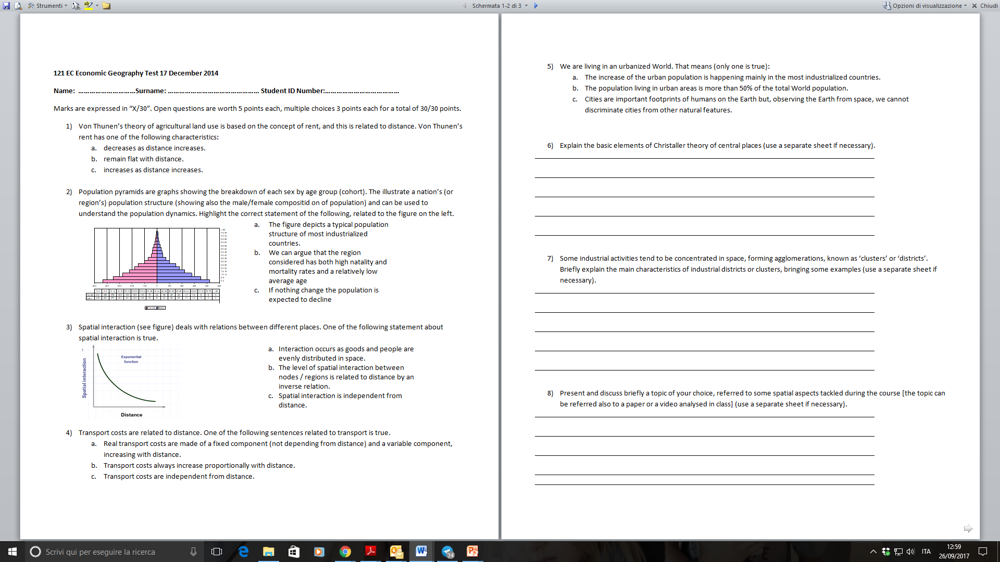 Strumenti
Schermata 1-2 di 3
Opzioni di visualizzazione
Chiudi
121 EC Economic Geography Test 17 December 2014
Name: ..............................Surname: ................................................ Student ID Number:.......................................
Marks are expressed in “X/30”. Open questions are worth 5 points each, multiple choices 3 points each for a total of 30/30 points.
1) Von Thunen’s theory of agricultural land use is based on the concept of rent, and this is related to distance. Von Thunen’s
rent has one of the following characteristics:
a. decreases as distance increases.
b. remain flat with distance.
c. increases as distance increases.
2) Population pyramids are graphs showing the breakdown of each sex by age group (cohort). The illustrate a nation’s (or
region’s) population structure (showing also the male/female compositid on of population) and can be used to
understand the population dynamics. Highlight the correct statement of the following, related to the figure on the left.
a. The figure depicts a typical population
structure of most industrialized
countries.
b. We can argue that the region
considered has both high natality and
mortality rates and a relatively low
average age
c. If nothing change the population is
expected to decline
3) Spatial interaction (see figure) deals with relations between different places. One of the following statement about
spatial interaction is true.
Spatial interaction
Exponential
function
Distance
a. Interaction occurs as goods and people are
evenly distributed in space.
b. The level of spatial interaction between
nodes / regions is related to distance by an
inverse relation.
c. Spatial interaction is independent from
distance.
4) Transport costs are related to distance. One of the following sentences related to transport is true.
a. Real transport costs are made of a fixed component (not depending from distance) and a variable component,
increasing with distance.
b. Transport costs always increase proportionally with distance.
c. Transport costs are independent from distance.
5) We are living in an urbanized World. That means (only one is true):
a. The increase of the urban population is happening mainly in the most industrialized countries.
b. The population living in urban areas is more than 50% of the total World population.
c. Cities are important footprints of humans on the Earth but, observing the Earth from space, we cannot
discriminate cities from other natural features.
6) Explain the basic elements of Christaller theory of central places (use a separate sheet if necessary).
7) Some industrial activities tend to be concentrated in space, forming agglomerations, known as ‘clusters’ or ‘districts’.
Briefly explain the main characteristics of industrial districts or clusters, bringing some examples (use a separate sheet if
necessary).
8) Present and discuss briefly a topic of your choice, referred to some spatial aspects tackled during the course [the topic can
be referred also to a paper or a video analysed in class] (use a separate sheet if necessary).
Scrivi qui per eseguire la ricerca
34
ITA
12:59
26/09/2017